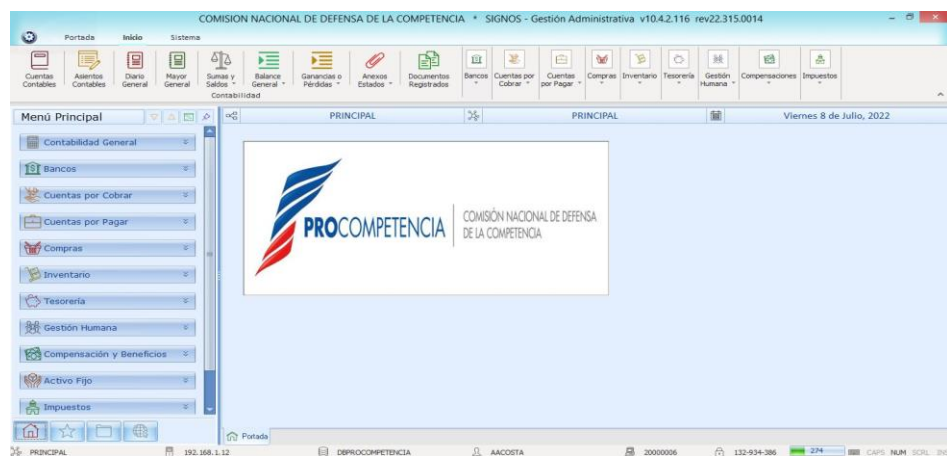 COMISION NACIONAL DE DEFENSA DE LA COMPETENCIA * SIGNOS - Gestión Administrativa v10.4.2.116 rev22.315.0014
Portada Inicio Sistema
Cuentas Contables
Asientos Contables
Diario General
Mayor General
Sumas y Saldos
Balance General
Ganancias o Pérdidas
Anexos Estados
Documentos Registrados
Bancos
Cuentas por Cobrar
Cuentas por Pagar
Compras
Inventario
Tesorería
Gestión Humana
Compensaciones
Impuestos
Contabilidad
Menú Principal
PRINCIPAL
PRINCIPAL
Viernes 8 de Julio, 2022
Contabilidad General
Bancos
Cuentas por Cobrar
Cuentas por Pagar
Compras
Inventario
Tesorería
Gestión Humana
Compensación y Beneficios
Activo Fijo
Impuestos
PROCOMPETENCIA
COMISIÓN NACIONAL DE DEFENSA
DE LA COMPETENCIA
Portada
PRINCIPAL 192.168.1.12 DBPROCOMPETENCIA AACOSTA 20000006 132-934-386 274 CAPS NUM SCRL